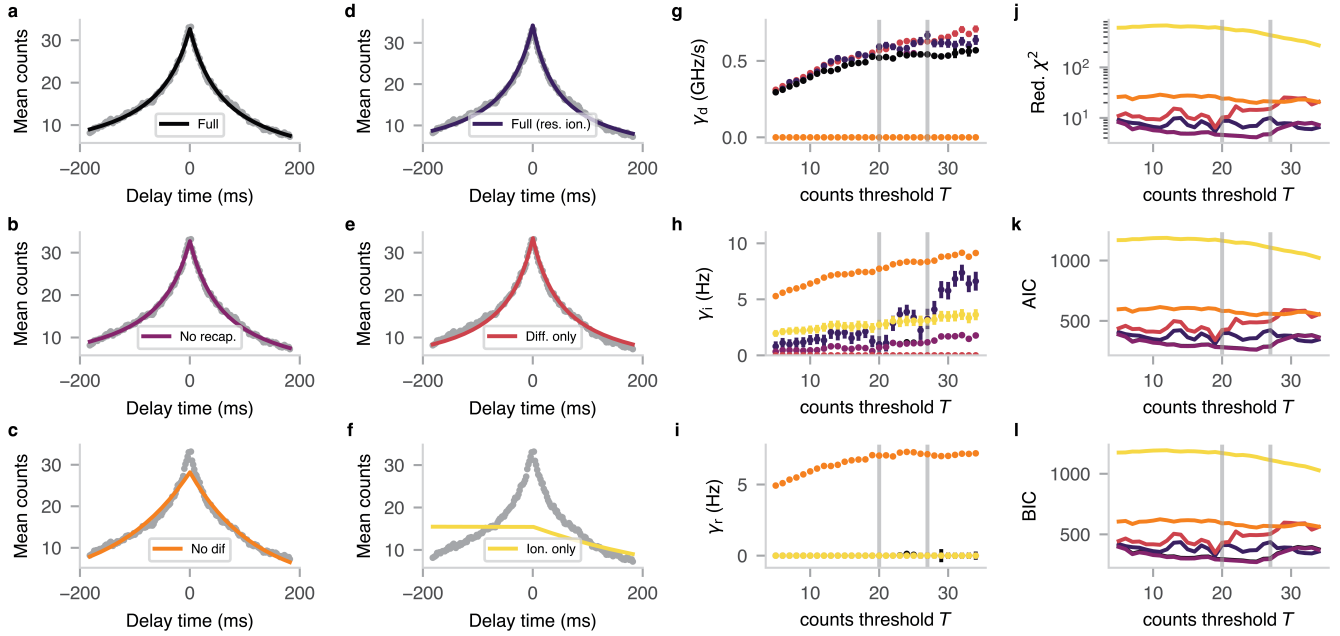 a
Mean counts
30
20
10
Full
−200
0
200
Delay time (ms)
d
Mean counts
30
20
10
Full (res. ion.)
−200
0
200
Delay time (ms)
g
γd (GHz/s)
0.5
0.0
10
20
30
counts threshold T
j
Red. χ²
10²
10¹
10
20
30
counts threshold T
b
Mean counts
30
20
10
No recap.
−200
0
200
Delay time (ms)
e
Mean counts
30
20
10
Diff. only
−200
0
200
Delay time (ms)
h
γi (Hz)
10
5
0
10
20
30
counts threshold T
k
AIC
1000
500
10
20
30
counts threshold T
c
Mean counts
30
20
10
No dif
−200
0
200
Delay time (ms)
f
Mean counts
30
20
10
Ion. only
−200
0
200
Delay time (ms)
i
γr (Hz)
5
0
10
20
30
counts threshold T
l
BIC
1000
500
10
20
30
counts threshold T